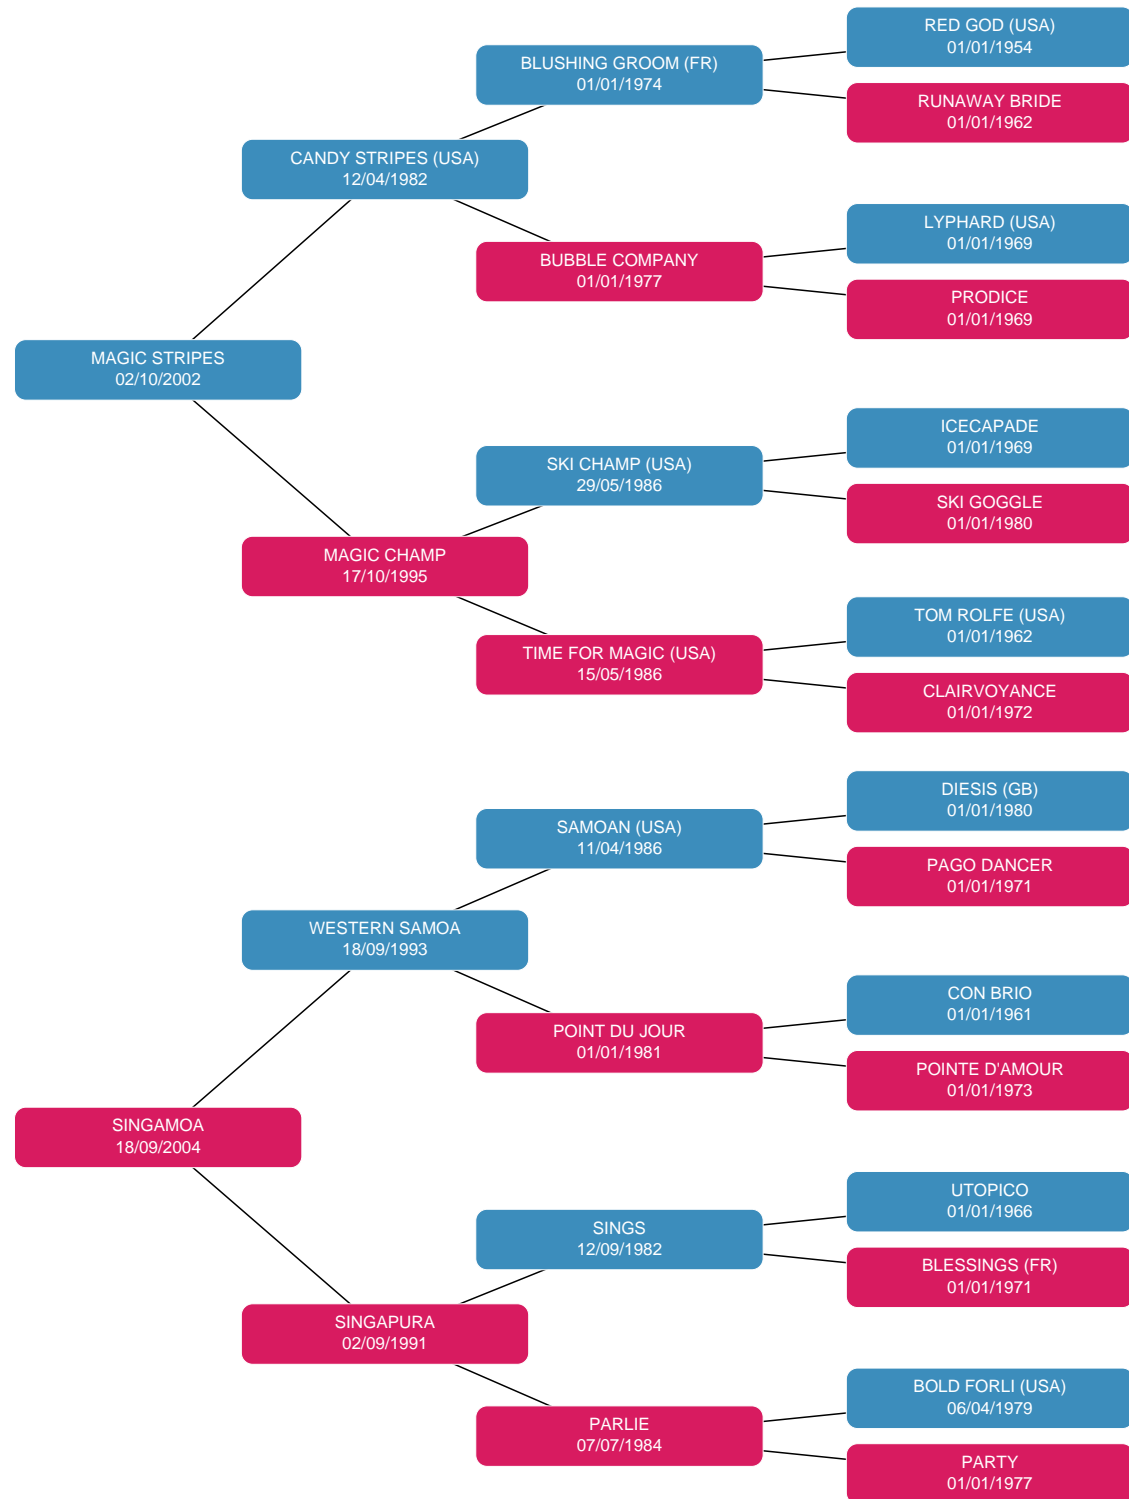 RED GOD (USA)
01/01/1954
BLUSHING GROOM (FR)
01/01/1974
RUNAWAY BRIDE
01/01/1962
CANDY STRIPES (USA)
12/04/1982
LYPHARD (USA)
01/01/1969
BUBBLE COMPANY
01/01/1977
PRODICE
01/01/1969
MAGIC STRIPES
02/10/2002
ICECAPADE
01/01/1969
SKI CHAMP (USA)
29/05/1986
SKI GOGGLE
01/01/1980
MAGIC CHAMP
17/10/1995
TOM ROLFE (USA)
01/01/1962
TIME FOR MAGIC (USA)
15/05/1986
CLAIRVOYANCE
01/01/1972
DIESIS (GB)
01/01/1980
SAMOAN (USA)
11/04/1986
PAGO DANCER
01/01/1971
WESTERN SAMOA
18/09/1993
CON BRIO
01/01/1961
POINT DU JOUR
01/01/1981
POINTE D'AMOUR
01/01/1973
SINGAMOA
18/09/2004
UTOPICO
01/01/1966
SINGS
12/09/1982
BLESSINGS (FR)
01/01/1971
SINGAPURA
02/09/1991
BOLD FORLI (USA)
06/04/1979
PARLIE
07/07/1984
PARTY
01/01/1977